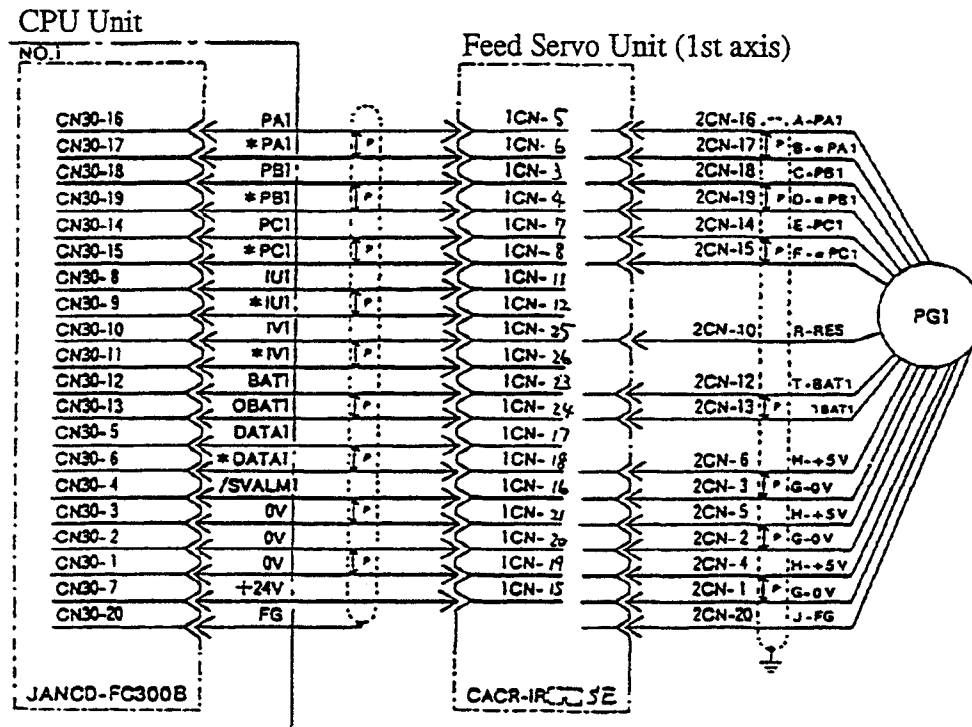 CPU Unit
NO.1
Feed Servo Unit (1st axis)
CN30-16 PA1 1CN-5 2CN-16 A-PA1
CN30-17 *PA1 P 1CN-6 2CN-17 P B-*PA1
CN30-18 PB1 1CN-3 2CN-18 C-PB1
CN30-19 *PB1 P 1CN-4 2CN-19 P D-*PB1
CN30-14 PC1 1CN-7 2CN-14 E-PC1
CN30-15 *PC1 P 1CN-8 2CN-15 P F-*PC1
CN30-8 IU1 1CN-11
CN30-9 *IU1 P 1CN-12
PG1
CN30-10 IV1 1CN-25 2CN-10 R-RES
CN30-11 *IV1 P 1CN-26
CN30-12 BAT1 1CN-23 2CN-12 T-BAT1
CN30-13 OBAT1 P 1CN-24 2CN-13 P
CN30-5 DATA1 1CN-17
CN30-6 *DATA1 P 1CN-18 2CN-6 H-+5V
CN30-4 /SVALM1 1CN-16 2CN-3 P G-0V
CN30-3 0V P 1CN-21 2CN-5 H-+5V
CN30-2 0V 1CN-20 2CN-2 P G-0V
CN30-1 0V P 1CN-19 2CN-4 H-+5V
CN30-7 +24V 1CN-15 2CN-1 P G-0V
CN30-20 FG 2CN-20 J-FG
JANCD-FC300B
CACR-IR SE